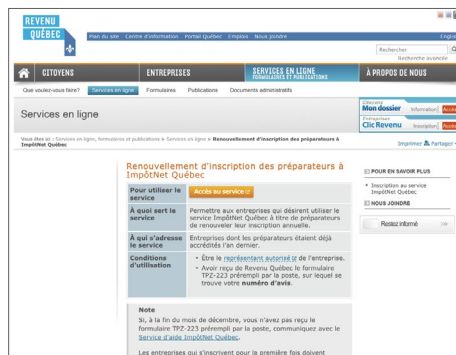 REVENU
QUÉBEC
Plan du site Centre d'information Portail Québec Emplois Nous joindre
Rechercher
Recherche avancée
CITOYENS ENTREPRISES SERVICES EN LIGNE À PROPOS DE NOUS
FORMULAIRES ET PUBLICATIONS
Que voulez-vous faire? Services en ligne Formulaires Publications Documents administratifs
Services en ligne
Mon dossier Information
Entreprises
Clic Revenu Inscription
Vous êtes ici : Services en ligne, formulaires et publications > Services en ligne > Renouvellement d'inscription des préparateurs à
ImpôtNet Québec
Imprimer Partager
Renouvellement d'inscription des préparateurs à
ImpôtNet Québec
Pour utiliser le
service
Accès au service
À quoi sert le
service
Permettre aux entreprises qui désirent utiliser le
service ImpôtNet Québec à titre de préparateurs
de renouveler leur inscription annuelle.
À qui s'adresse
le service
Entreprises dont les préparateurs étaient déjà
accrédités l'an dernier.
Conditions
d'utilisation
• Être le représentant autorisé de l'entreprise.
• Avoir reçu de Revenu Québec le formulaire
TPZ-223 prérempli par la poste, sur lequel se
trouve votre numéro d'avis.
Note
Si, à la fin du mois de décembre, vous n'avez pas reçu le
formulaire TPZ-223 prérempli par la poste, communiquez avec le
Service d'aide ImpôtNet Québec.
Les entreprises qui s'inscrivent pour la première fois doivent
POUR EN SAVOIR PLUS
• Inscription au service
ImpôtNet Québec
NOUS JOINDRE
Restez informé